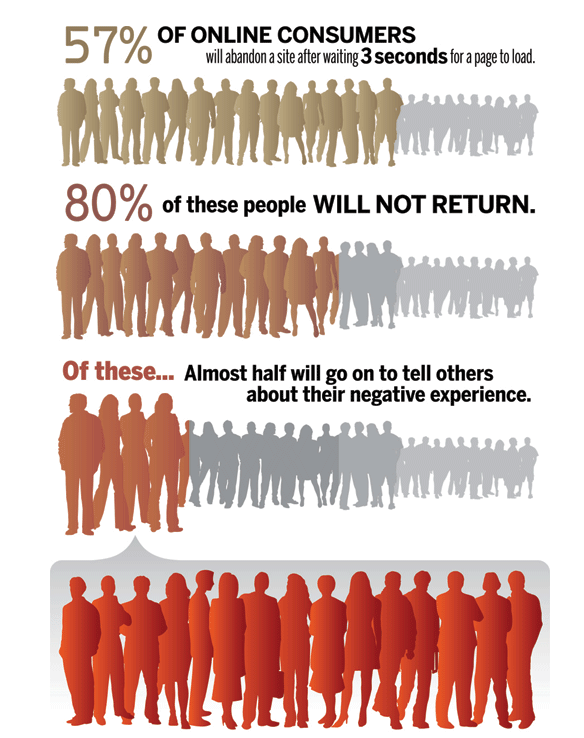 57% OF ONLINE CONSUMERS
will abandon a site after waiting 3 seconds for a page to load.
80% of these people WILL NOT RETURN.
Of these... Almost half will go on to tell others
about their negative experience.